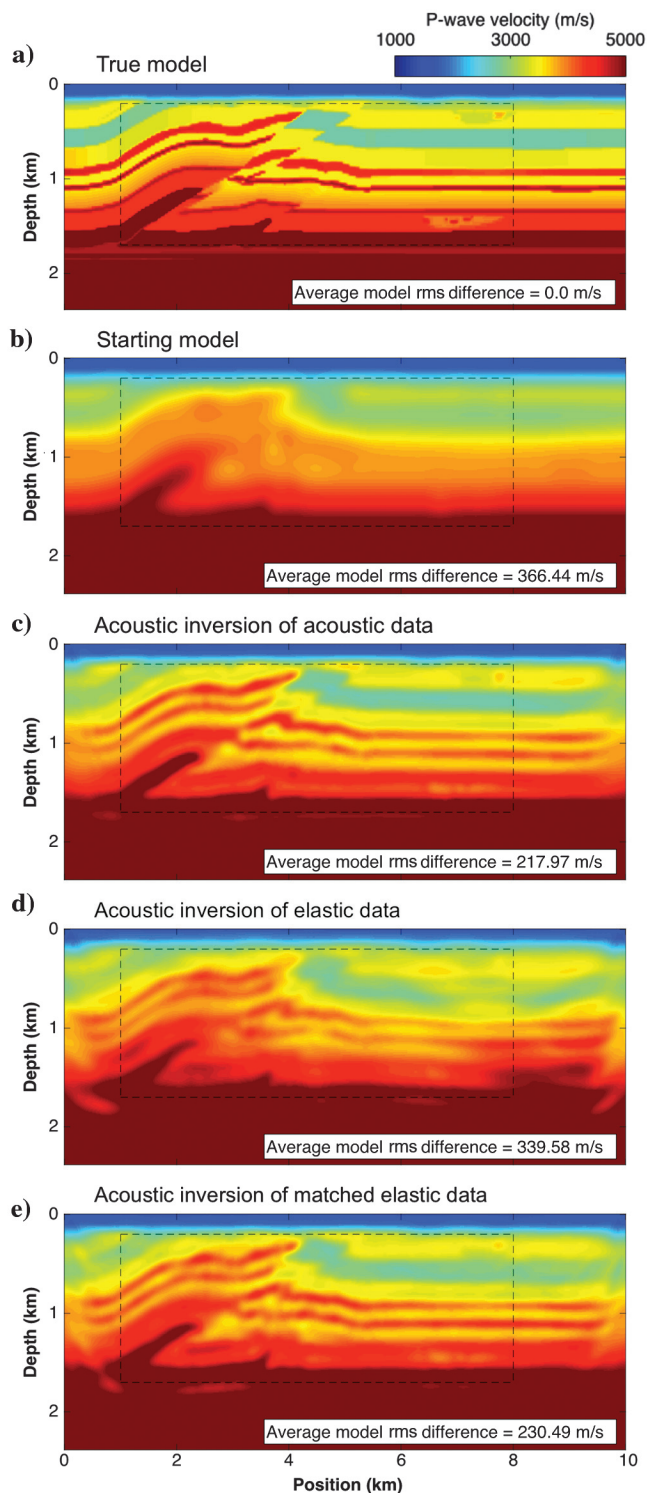 P-wave velocity (m/s)
1000 3000 5000
a) True model
0
1
2
Depth (km)
Average model rms difference = 0.0 m/s
b) Starting model
0
1
2
Depth (km)
Average model rms difference = 366.44 m/s
c) Acoustic inversion of acoustic data
0
1
2
Depth (km)
Average model rms difference = 217.97 m/s
d) Acoustic inversion of elastic data
0
1
2
Depth (km)
Average model rms difference = 339.58 m/s
e) Acoustic inversion of matched elastic data
0
1
2
Depth (km)
Average model rms difference = 230.49 m/s
0 2 4 6 8 10
Position (km)